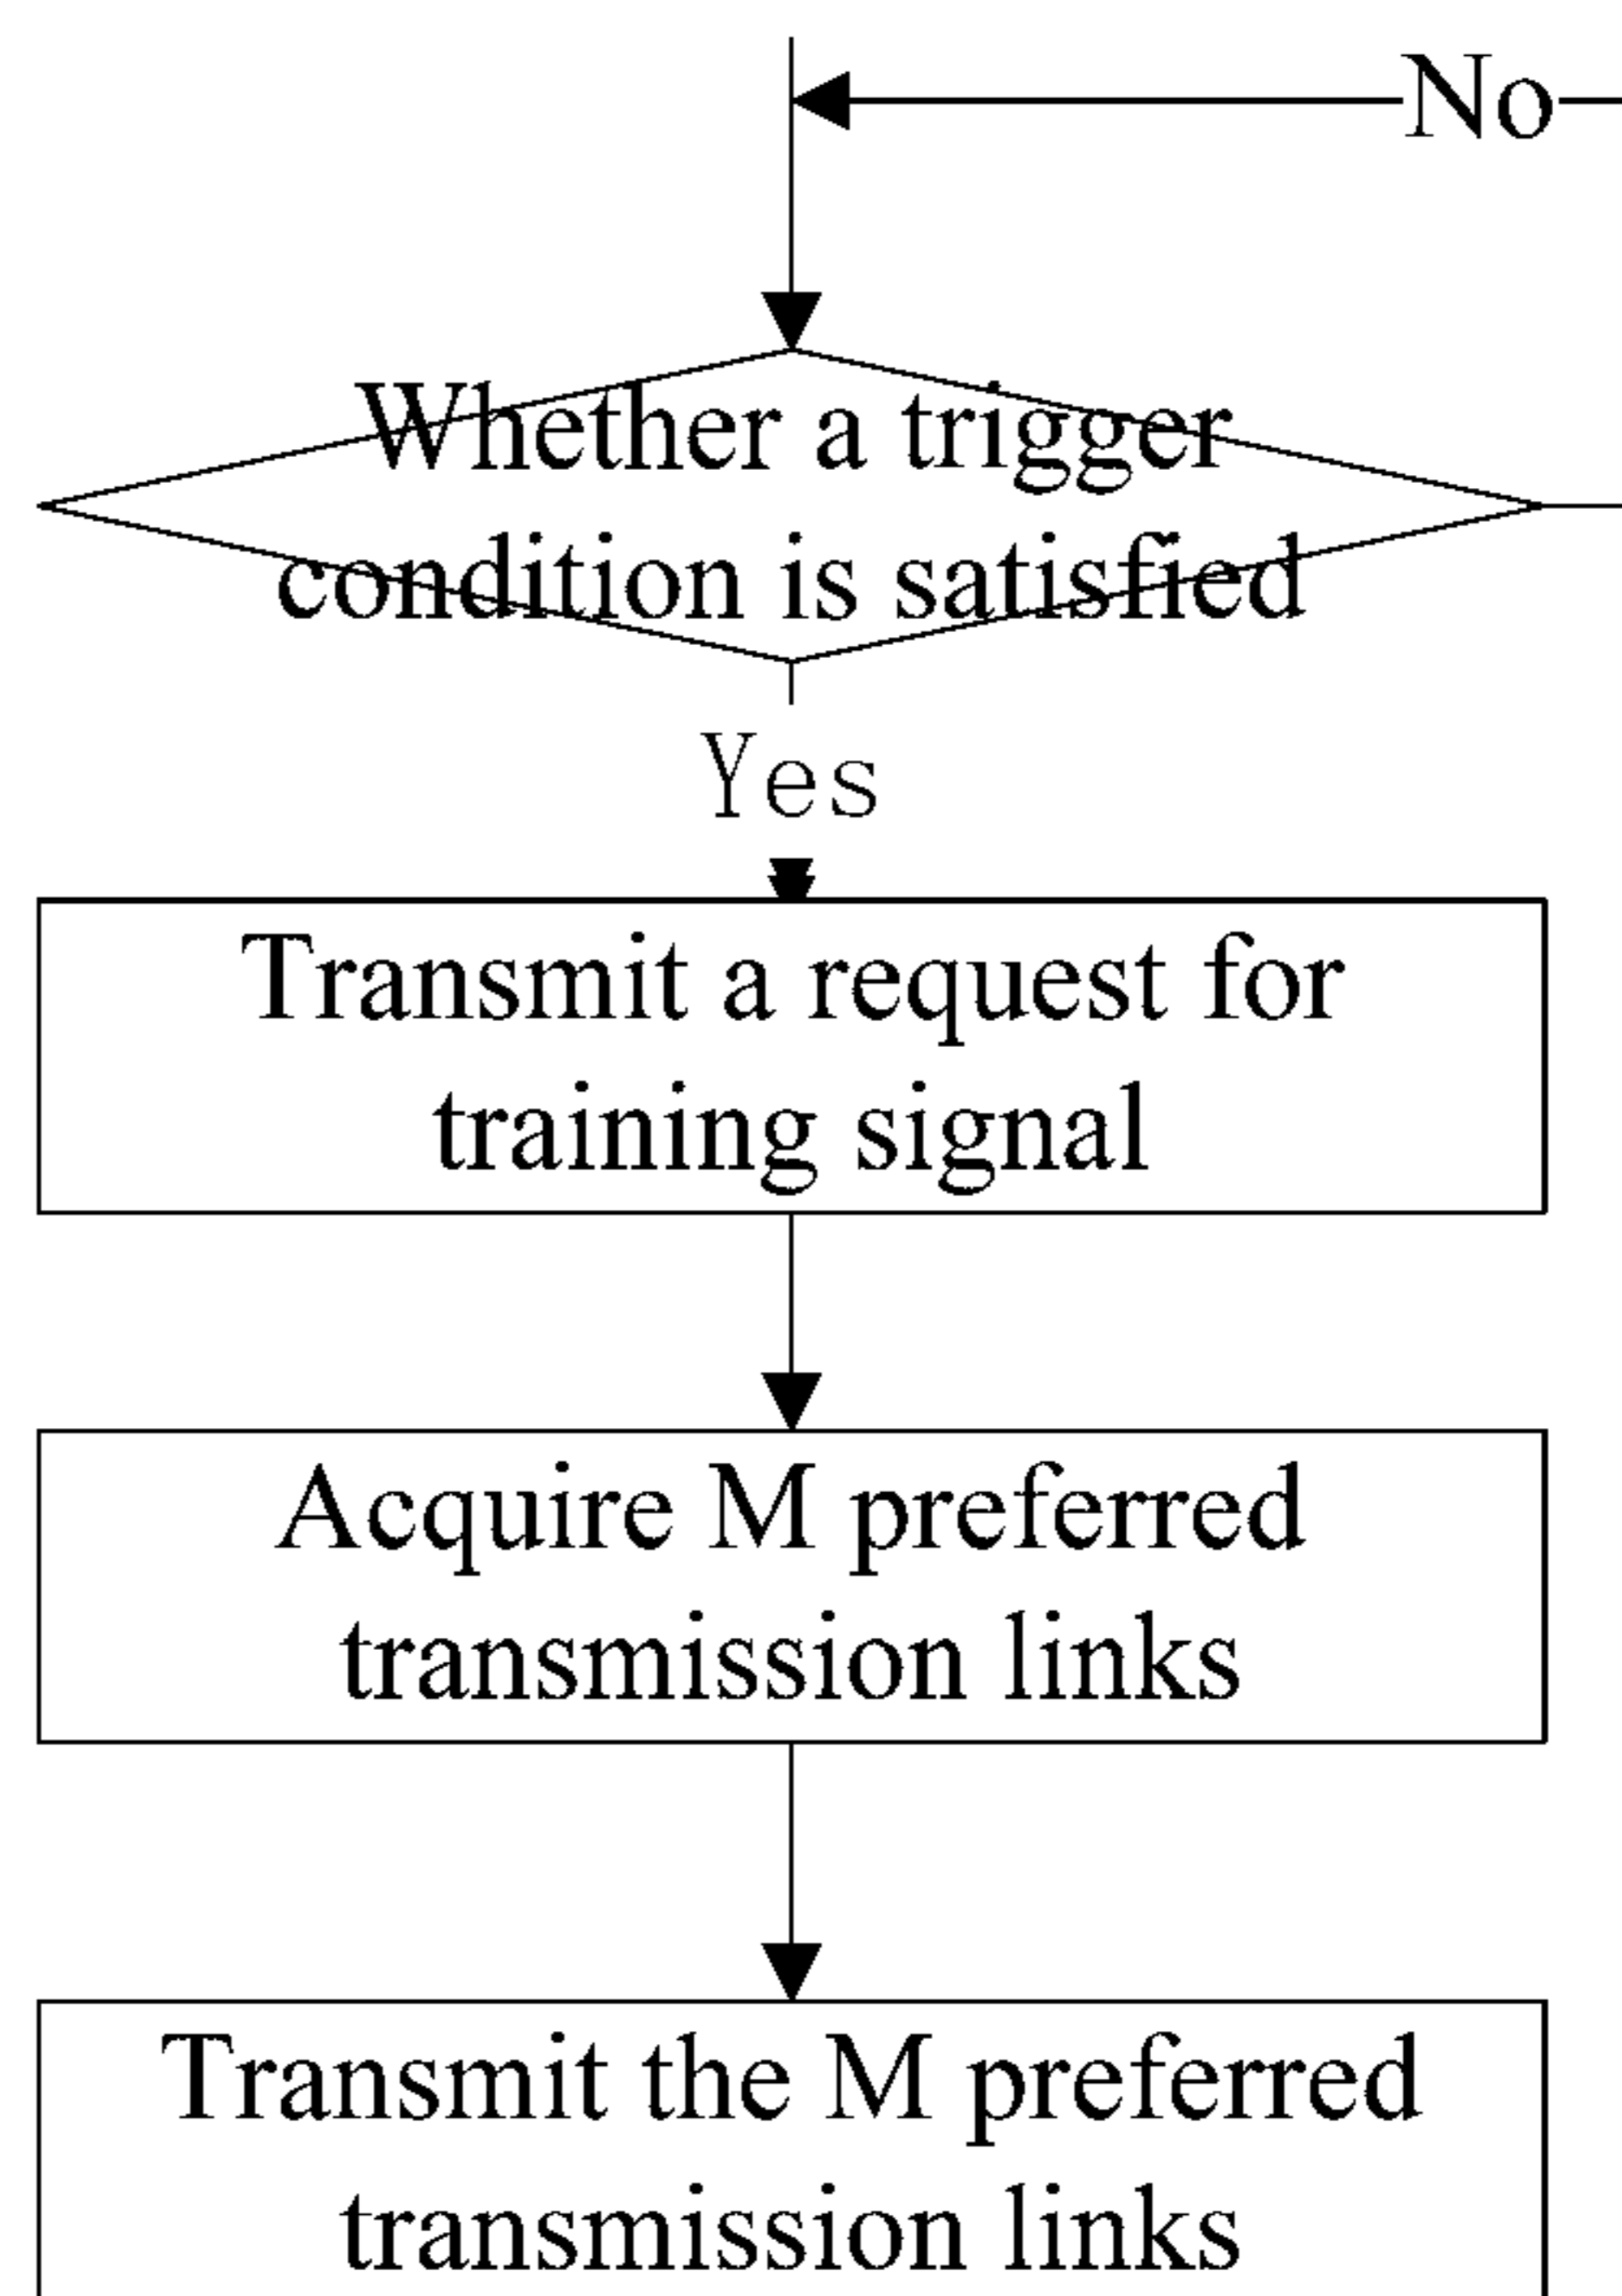 No
Whether a trigger
condition is satisfied
Yes
Transmit a request for
training signal
Acquire M preferred
transmission links
Transmit the M preferred
transmission links